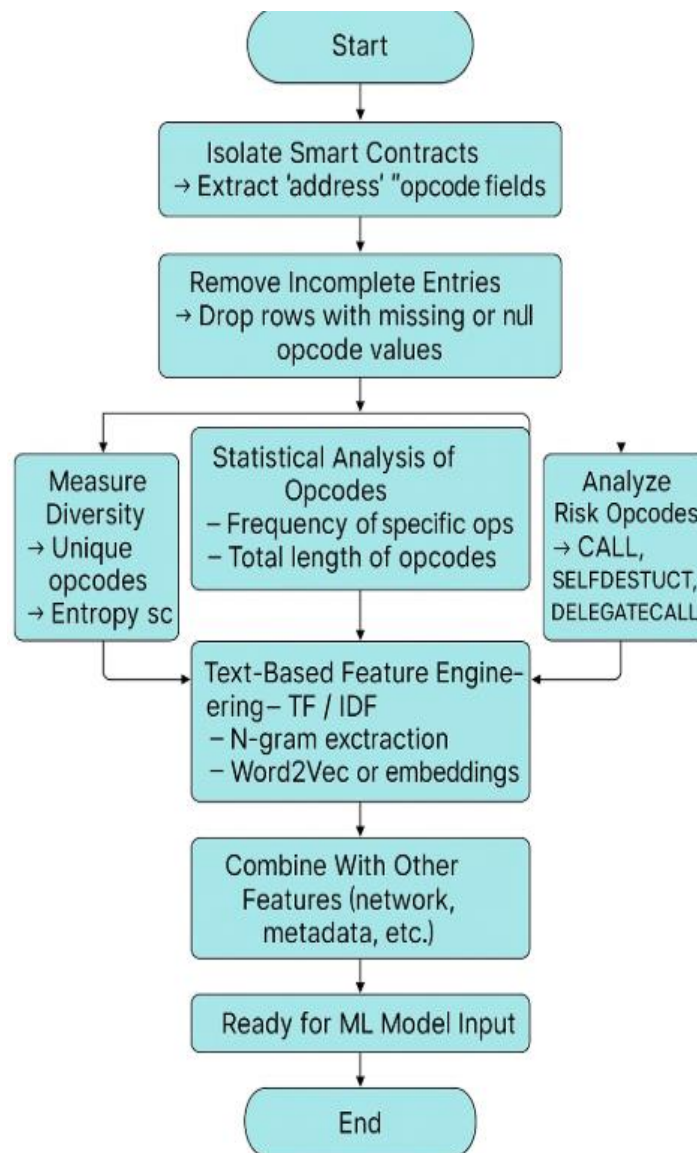 Start
Isolate Smart Contracts
→ Extract 'address' "opcode fields
Remove Incomplete Entries
→ Drop rows with missing or null
opcode values
Measure
Diversity
→ Unique
opcodes
→ Entropy sc
Statistical Analysis of
Opcodes
– Frequency of specific ops
– Total length of opcodes
Analyze
Risk Opcodes
→ CALL,
SELFDESTUCT,
DELEGATECALL
Text-Based Feature Engine-
ering – TF / IDF
– N-gram exctraction
– Word2Vec or embeddings
Combine With Other
Features (network,
metadata, etc.)
Ready for ML Model Input
End